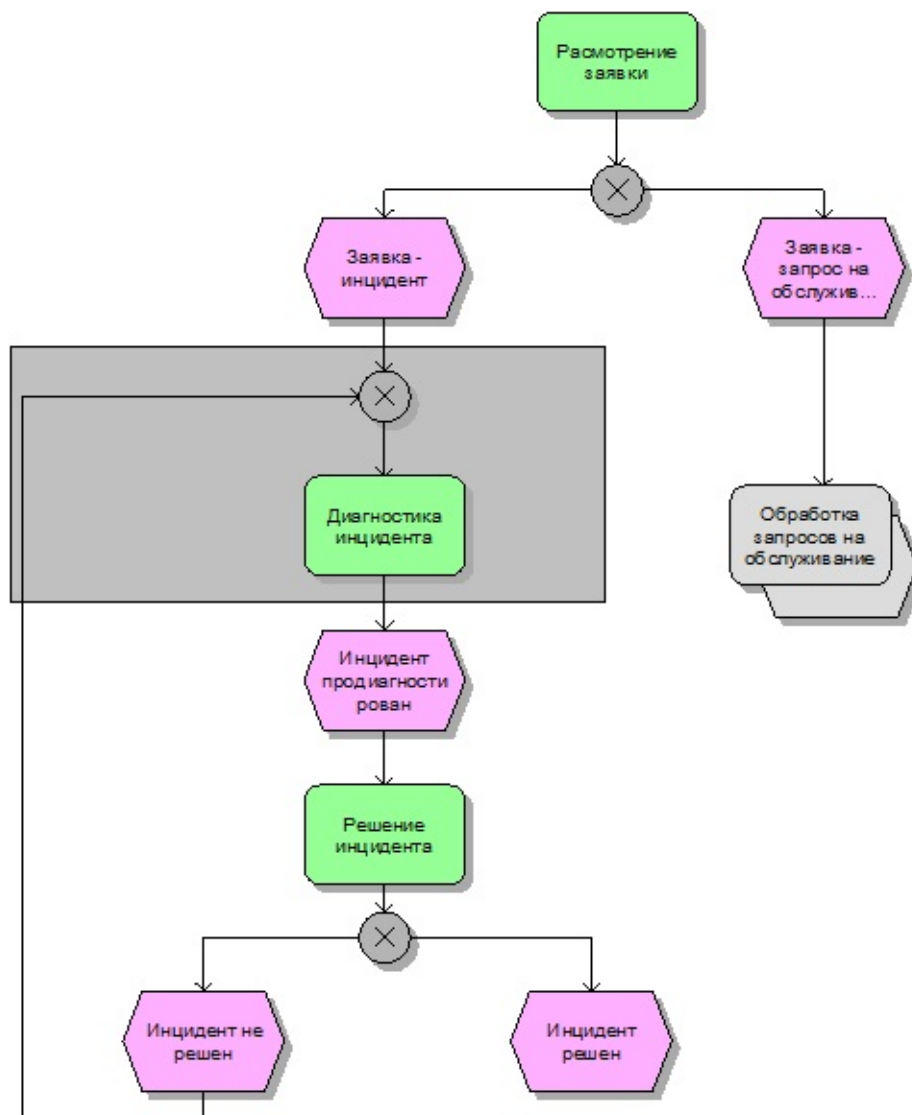 Расмотрение
заявки
Заявка -
инцидент
Заявка -
запрос на
обслужив...
Диагностика
инцидента
Обработка
запросов на
обслуживание
Инцидент
продиагности
рован
Решение
инцидента
Инцидент не
решен
Инцидент
решен